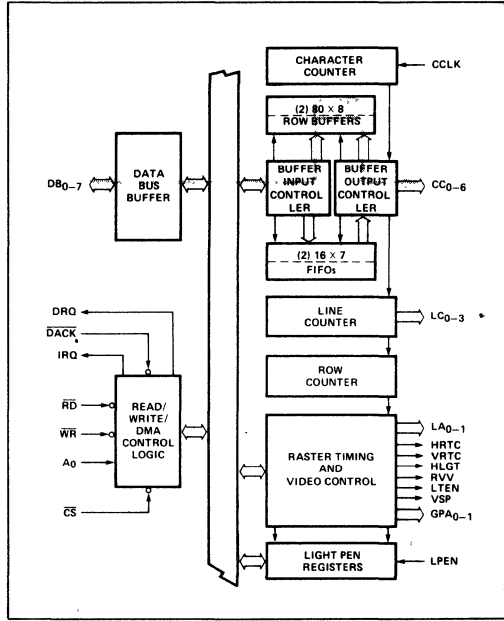 CHARACTER
COUNTER
CCLK
(2) 80 × 8
ROW BUFFERS
DB0-7
DATA
BUS
BUFFER
BUFFER
INPUT
CONTROL
LER
BUFFER
OUTPUT
CONTROL
LER
CC0-6
(2) 16 × 7
FIFOs
LINE
COUNTER
LC0-3
ROW
COUNTER
DRQ
DACK
IRQ
RD
WR
A0
CS
READ/
WRITE/
DMA
CONTROL
LOGIC
RASTER TIMING
AND
VIDEO CONTROL
LA0-1
HRTC
VRTC
HLGT
RVV
LTEN
VSP
GPA0-1
LIGHT PEN
REGISTERS
LPEN